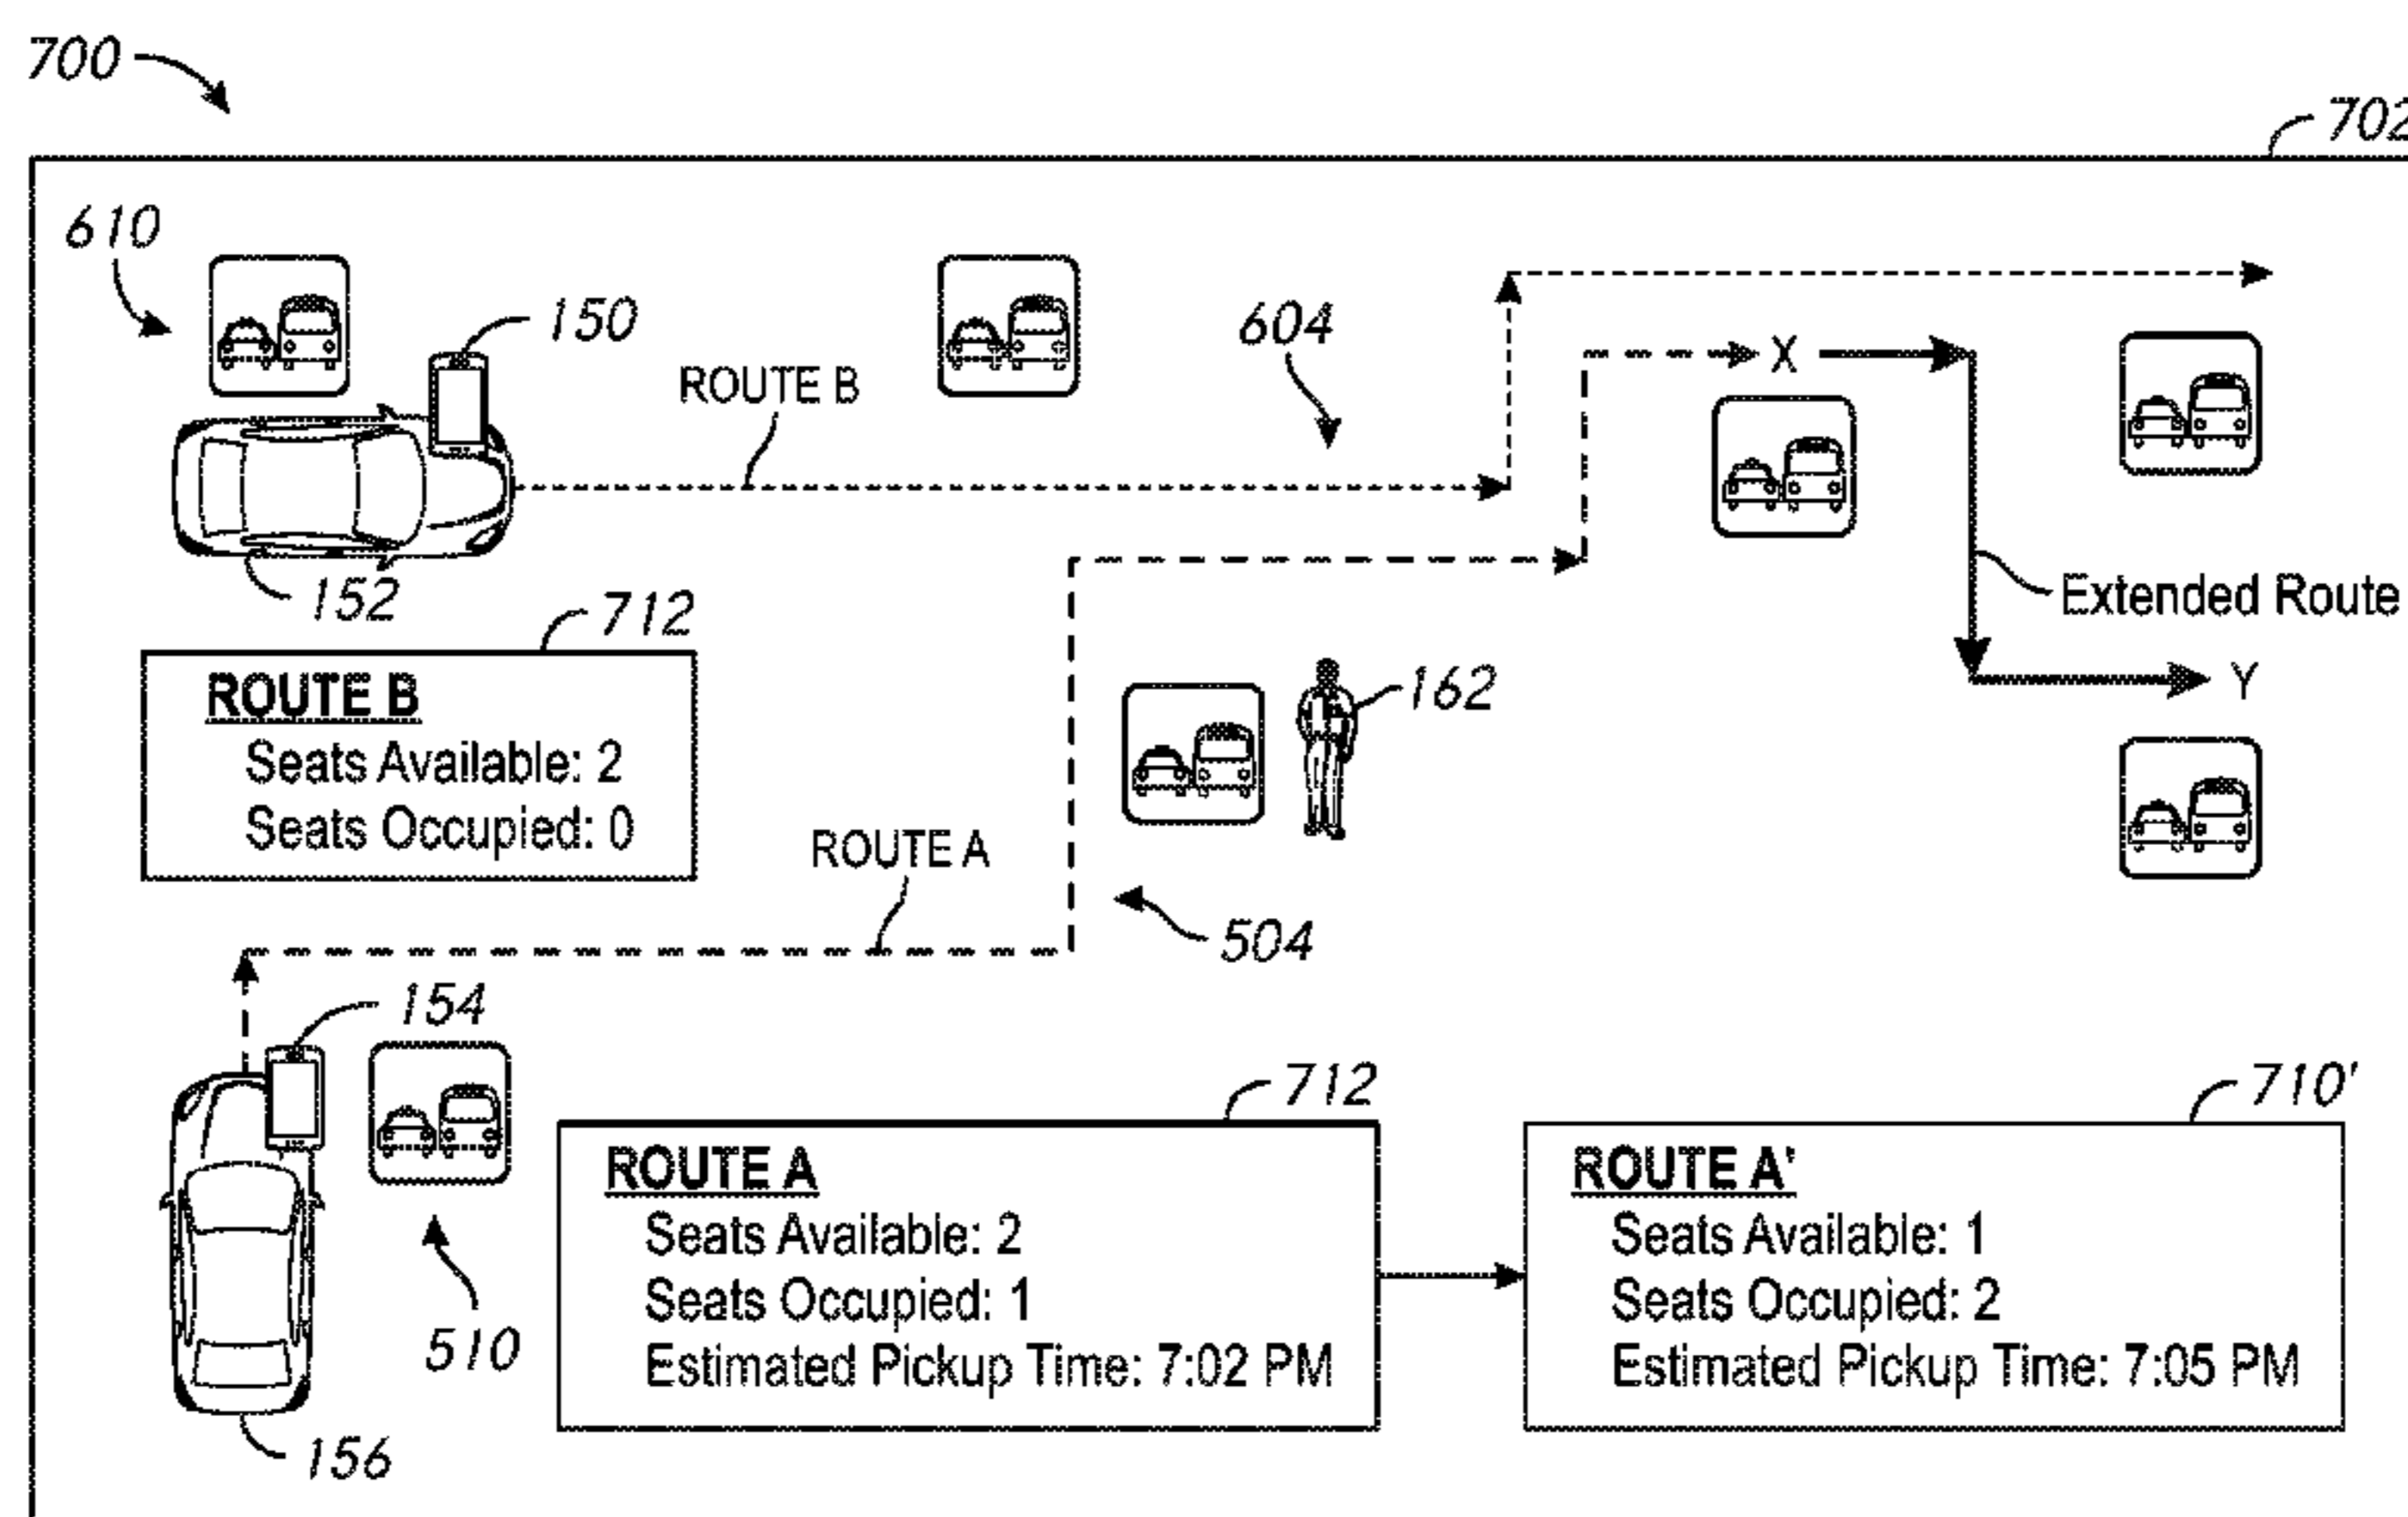 700
702
610
150
ROUTE B
604
X
152
Extended Route
712
ROUTE B
Seats Available: 2
Seats Occupied: 0
162
Y
ROUTE A
504
154
510
156
712
ROUTE A
Seats Available: 2
Seats Occupied: 1
Estimated Pickup Time: 7:02 PM
710'
ROUTE A'
Seats Available: 1
Seats Occupied: 2
Estimated Pickup Time: 7:05 PM